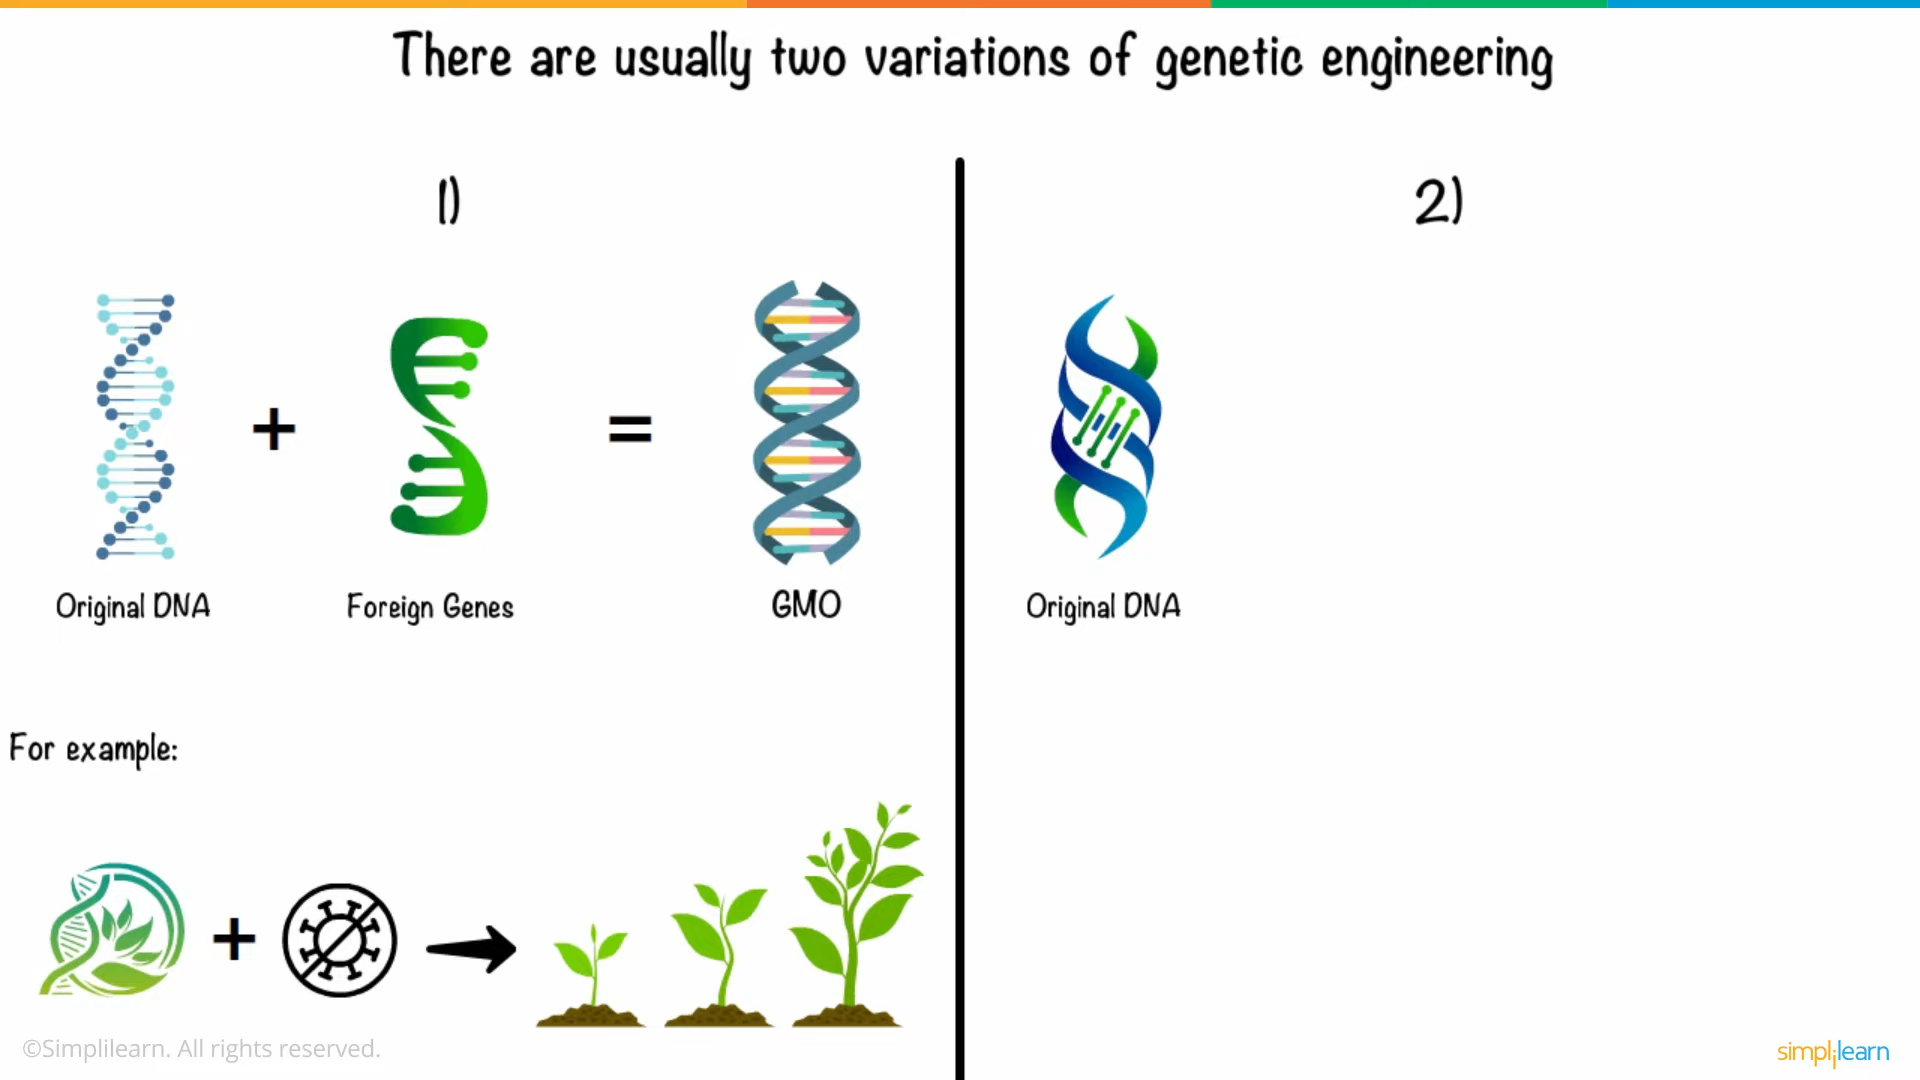 There are usually two variations of genetic engineering
1)
2)
+
=
Original DNA
Foreign Genes
GMO
Original DNA
For example:
+
©Simplilearn. All rights reserved.
simplilearn